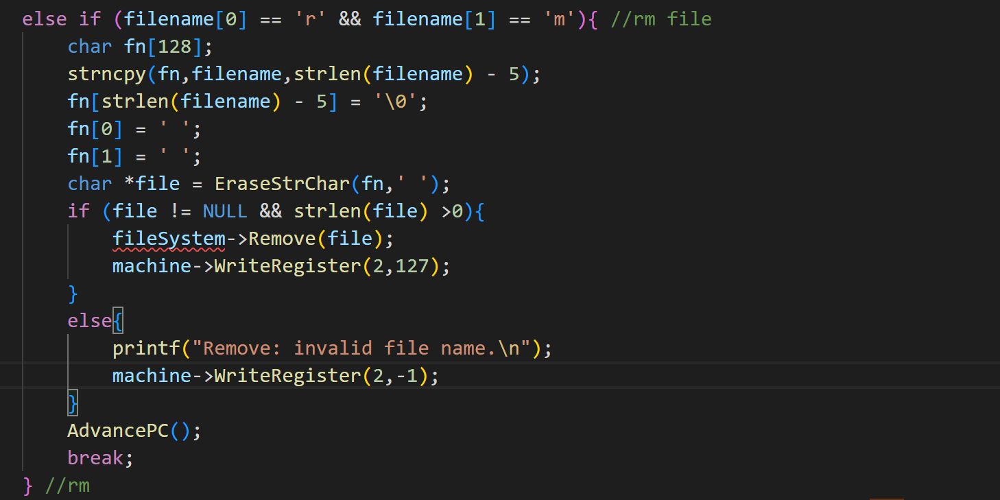 else if (filename[0] == 'r' && filename[1] == 'm'){ //rm file
    char fn[128];
    strncpy(fn,filename,strlen(filename) - 5);
    fn[strlen(filename) - 5] = '\0';
    fn[0] = ' ';
    fn[1] = ' ';
    char *file = EraseStrChar(fn,' ');
    if (file != NULL && strlen(file) >0){
        fileSystem->Remove(file);
        machine->WriteRegister(2,127);
    }
    else{
        printf("Remove: invalid file name.\n");
        machine->WriteRegister(2,-1);
    }
    AdvancePC();
    break;
} //rm